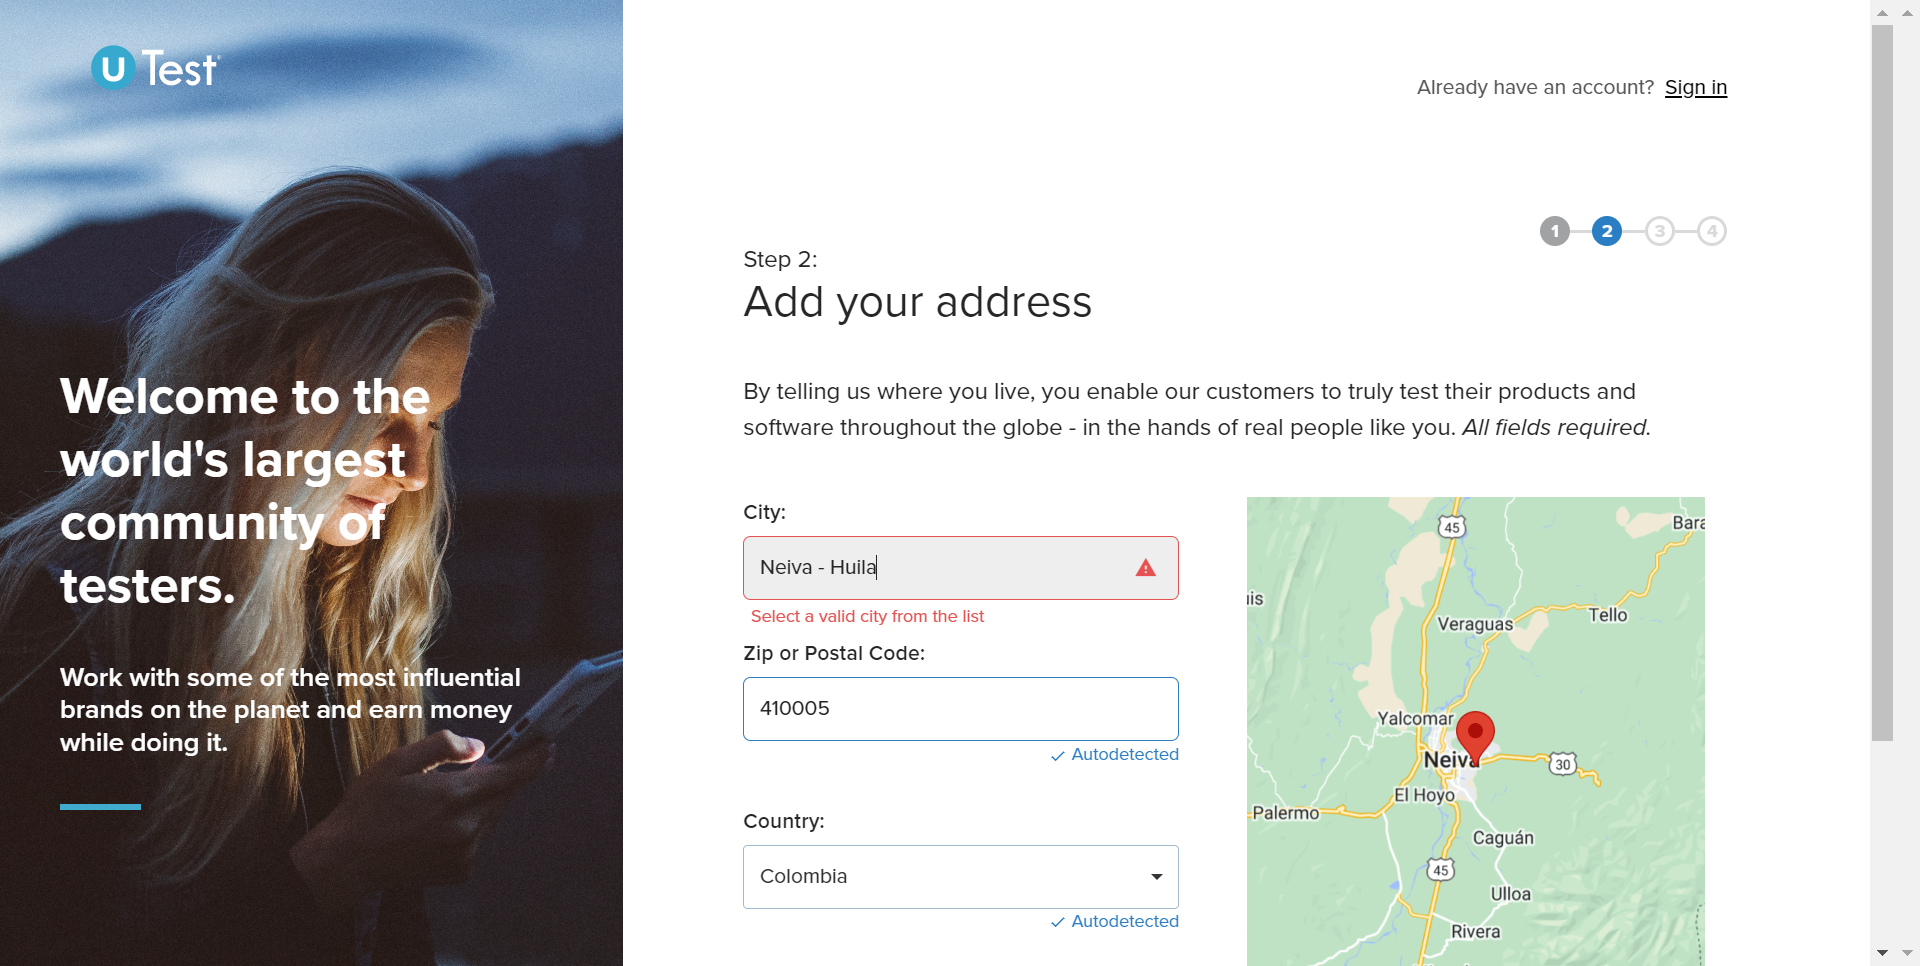 U Test
Already have an account? Sign in
1 2 3 4
Step 2:
Add your address
Welcome to the
world's largest
community of
testers.
Work with some of the most influential
brands on the planet and earn money
while doing it.
By telling us where you live, you enable our customers to truly test their products and
software throughout the globe - in the hands of real people like you. All fields required.
City:
Neiva - Huila
Select a valid city from the list
Zip or Postal Code:
410005
Autodetected
Country:
Colombia
Autodetected
45
Bara
uis
Tello
Veraguas
Yalcomar
Neiva
30
El Hoyo
Palermo
Caguán
45
Ulloa
Rivera